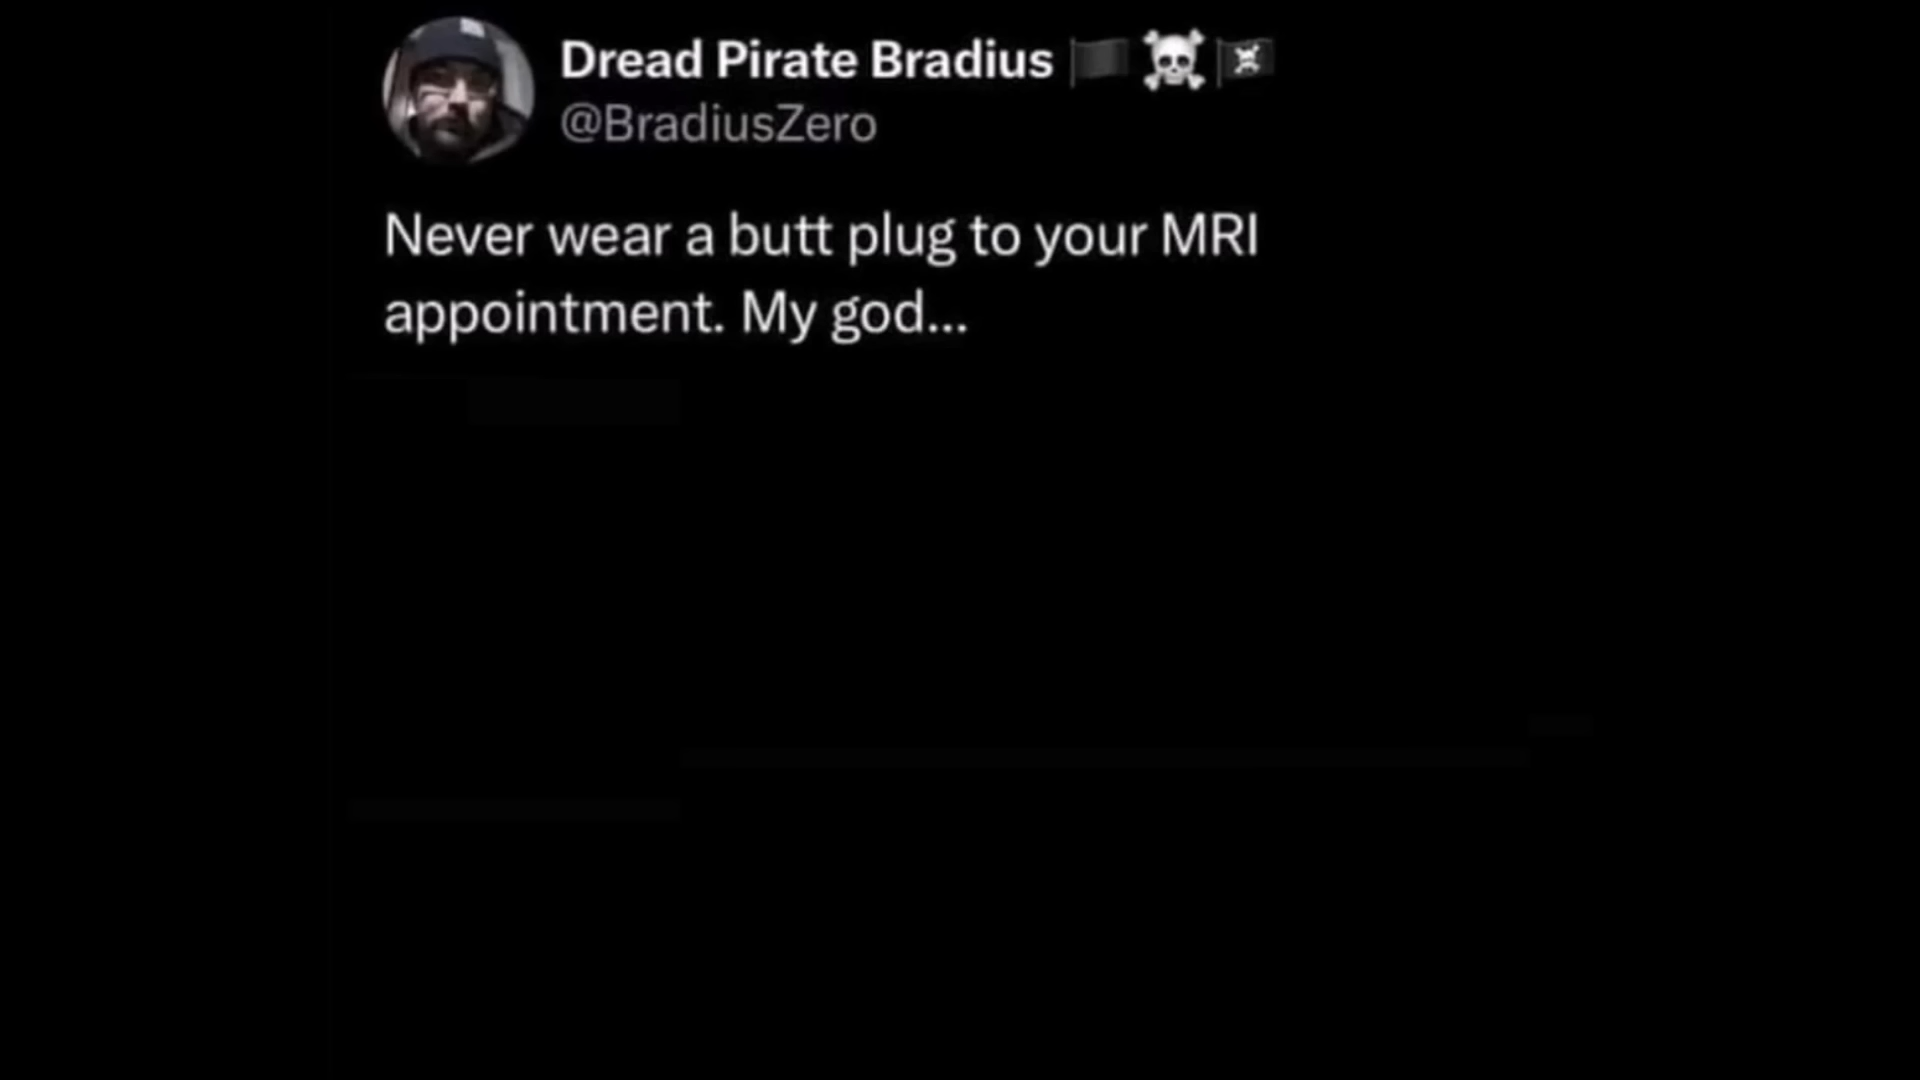 Dread Pirate Bradius 🏴☠️🏴‍☠️
@BradiusZero
Never wear a butt plug to your MRI
appointment. My god...